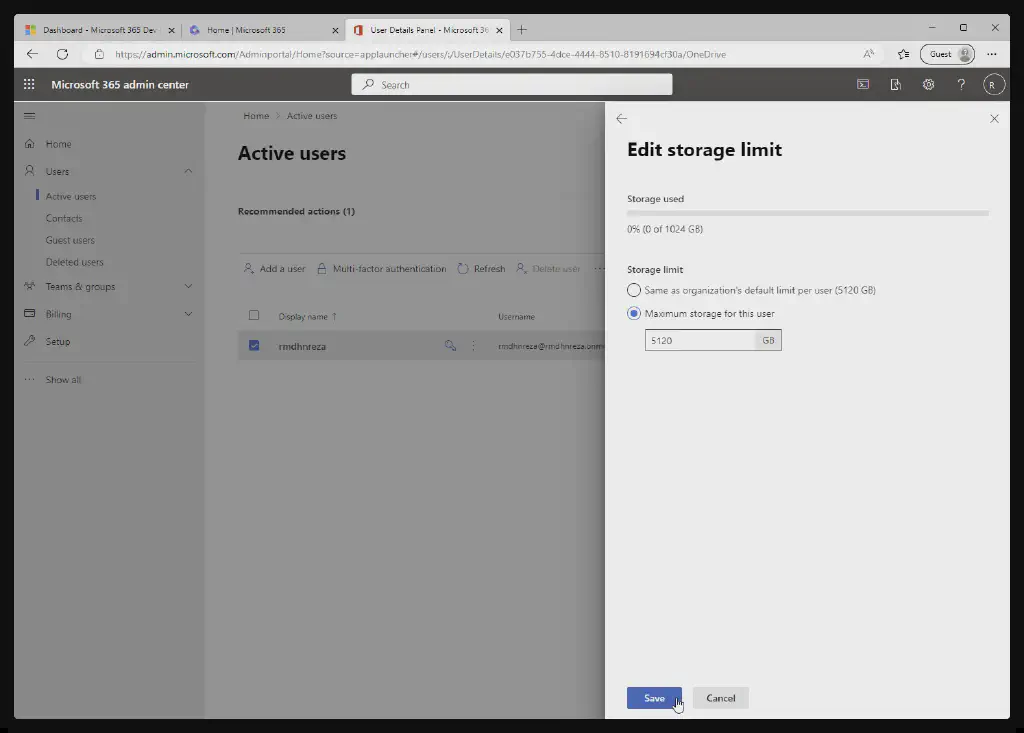 Dashboard - Microsoft 365 Dev
Home | Microsoft 365
User Details Panel - Microsoft 36
https://admin.microsoft.com/Adminportal/Home?source=applauncher#/users/:/UserDetails/e037b755-4dce-4444-8510-8191694cf30a/OneDrive
Guest
Microsoft 365 admin center
Search
R
Home > Active users
Home
Users
Active users
Contacts
Guest users
Deleted users
Teams & groups
Billing
Setup
Show all
Active users
Recommended actions (1)
Add a user
Multi-factor authentication
Refresh
Delete user
Display name ↑
Username
rmdhnreza
rmdhnreza@rmdhnreza.onm
Edit storage limit
Storage used
0% (0 of 1024 GB)
Storage limit
Same as organization's default limit per user (5120 GB)
Maximum storage for this user
5120 GB
Save
Cancel